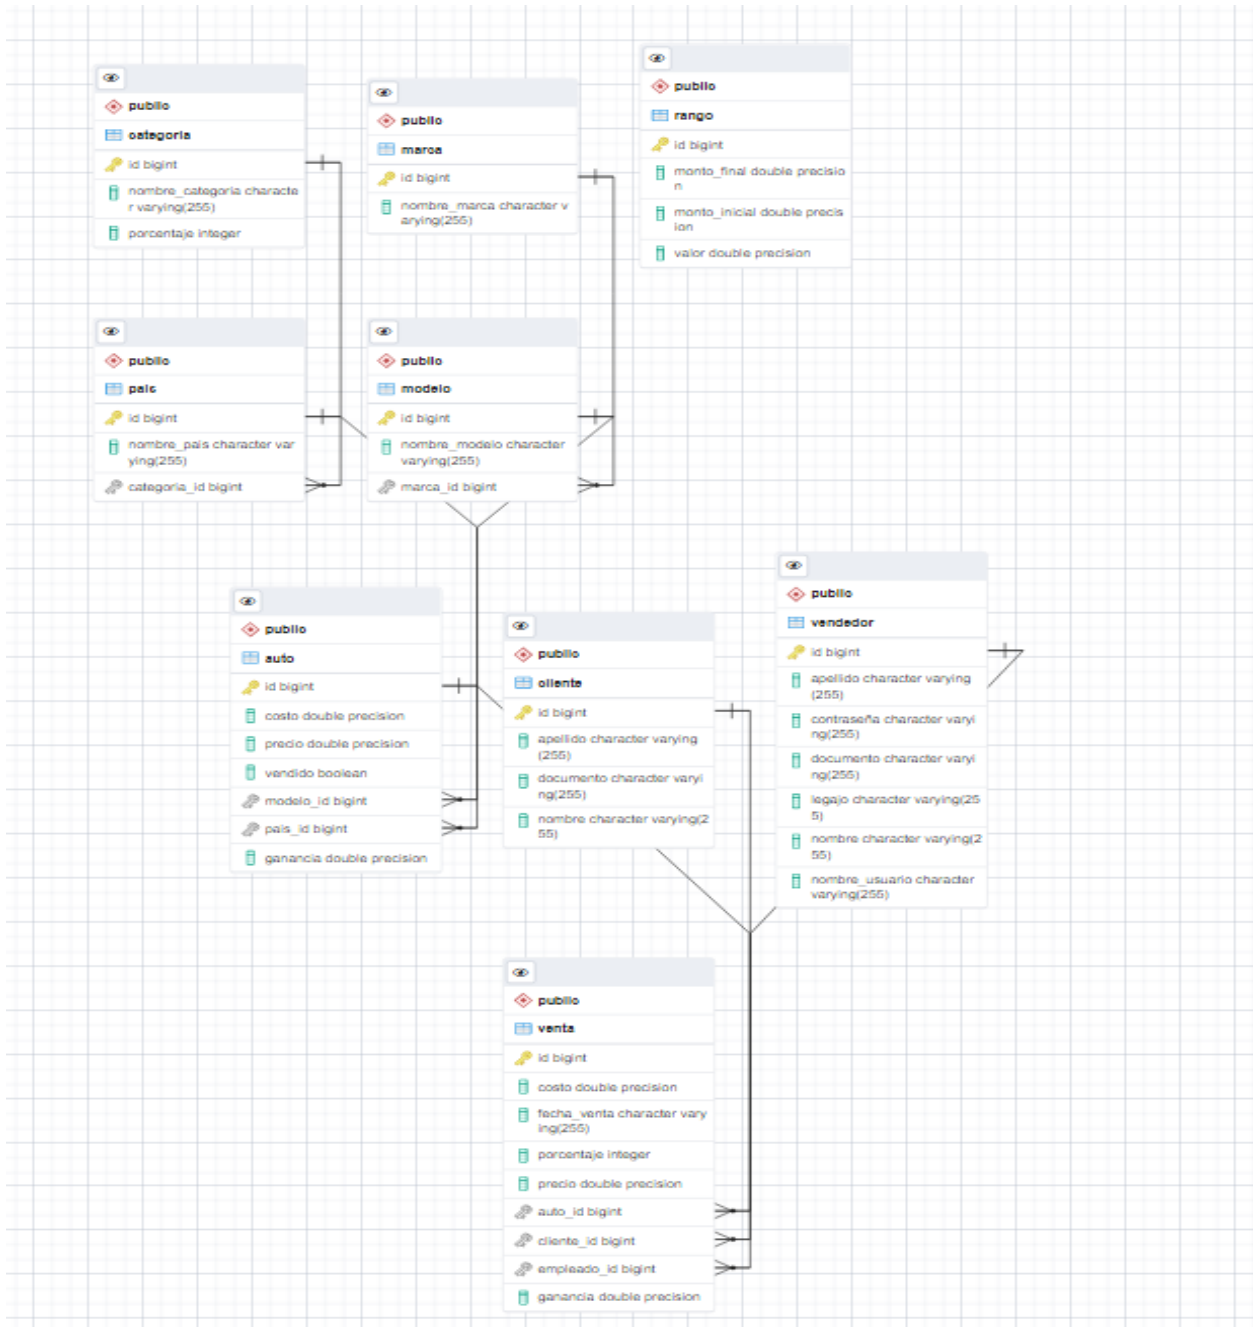 public
categoria
id bigint
nombre_categoria characte
r varying(255)
porcentaje integer
public
marca
id bigint
nombre_marca character v
arying(255)
public
rango
id bigint
monto_final double precisio
n
monto_inicial double precis
ion
valor double precision
public
pais
id bigint
nombre_pais character var
ying(255)
categoria_id bigint
public
modelo
id bigint
nombre_modelo character
varying(255)
marca_id bigint
public
auto
id bigint
costo double precision
precio double precision
vendido boolean
modelo_id bigint
pais_id bigint
ganancia double precision
public
cliente
id bigint
apellido character varying
(255)
documento character varyi
ng(255)
nombre character varying(2
55)
public
vendedor
id bigint
apellido character varying
(255)
contraseña character varyi
ng(255)
documento character varyi
ng(255)
legajo character varying(25
5)
nombre character varying(2
55)
nombre_usuario character
varying(255)
public
venta
id bigint
costo double precision
fecha_venta character vary
ing(255)
porcentaje integer
precio double precision
auto_id bigint
cliente_id bigint
empleado_id bigint
ganancia double precision